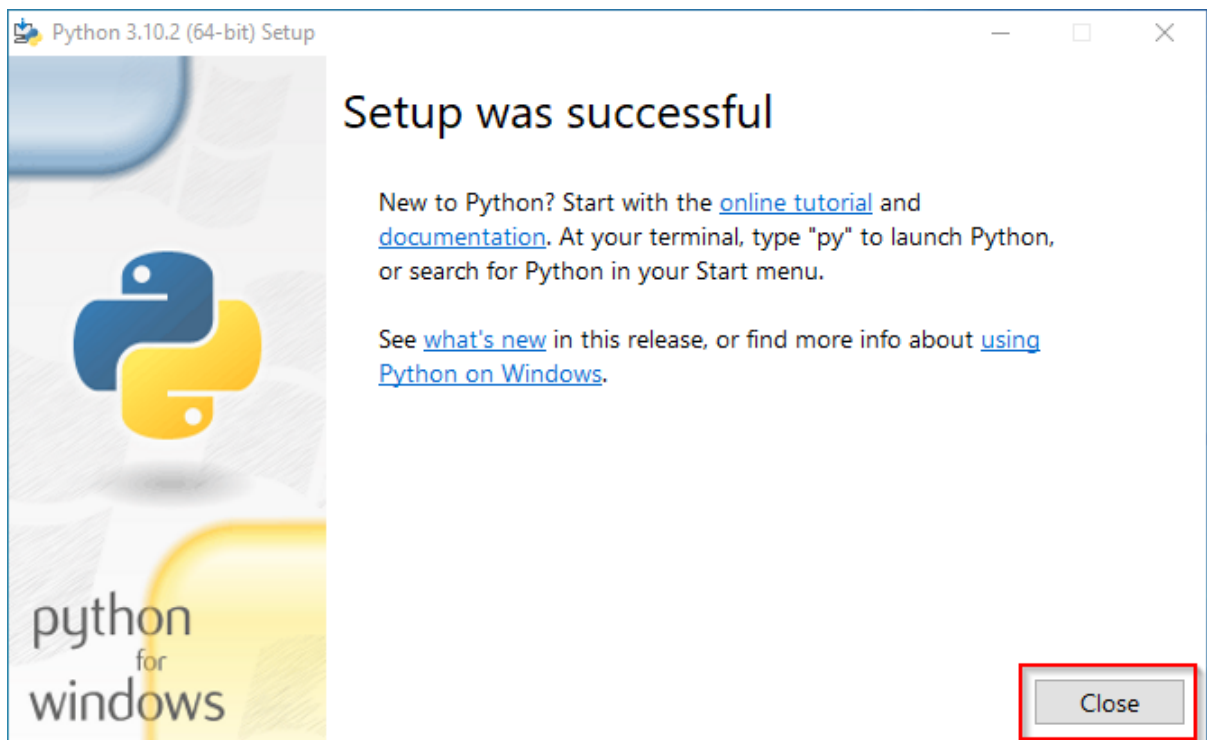 Python 3.10.2 (64-bit) Setup
Setup was successful
New to Python? Start with the online tutorial and
documentation. At your terminal, type "py" to launch Python,
or search for Python in your Start menu.
See what's new in this release, or find more info about using
Python on Windows.
python
for
windows
Close